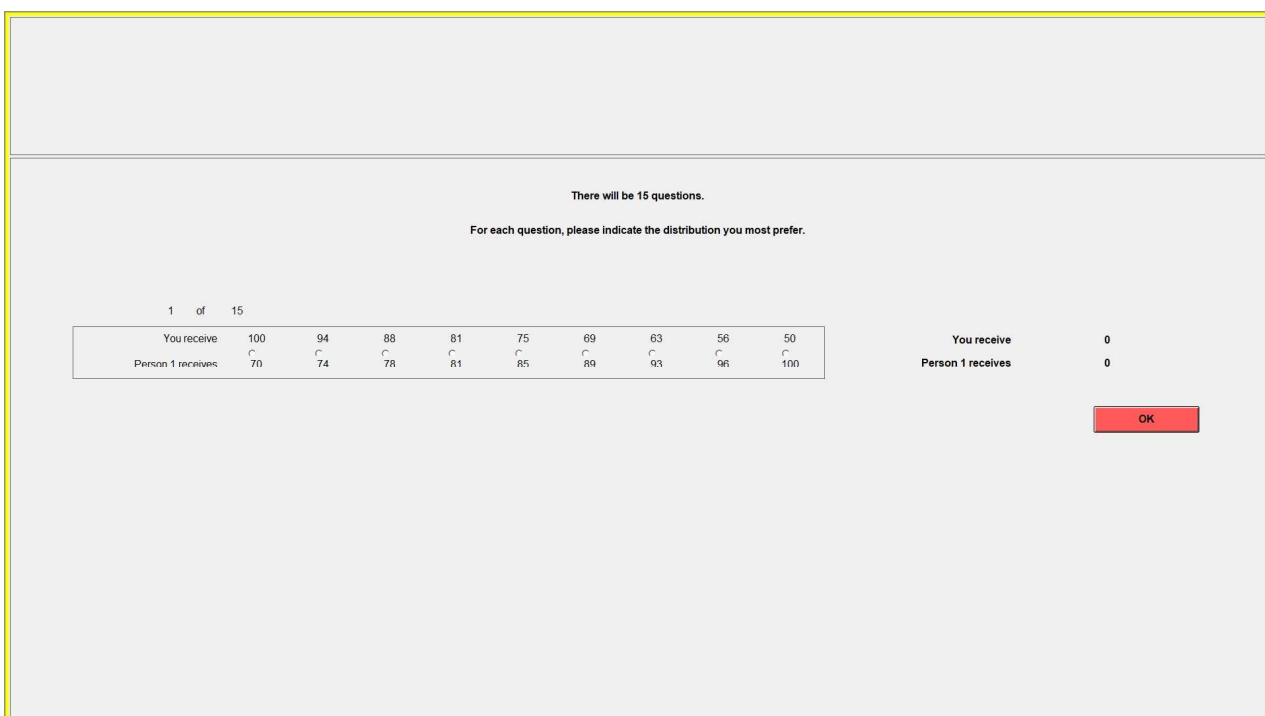 There will be 15 questions.
For each question, please indicate the distribution you most prefer.
1 of 15
You receive 100 94 88 81 75 69 63 56 50
Person 1 receives 70 74 78 81 85 89 93 96 100
You receive 0
Person 1 receives 0
OK